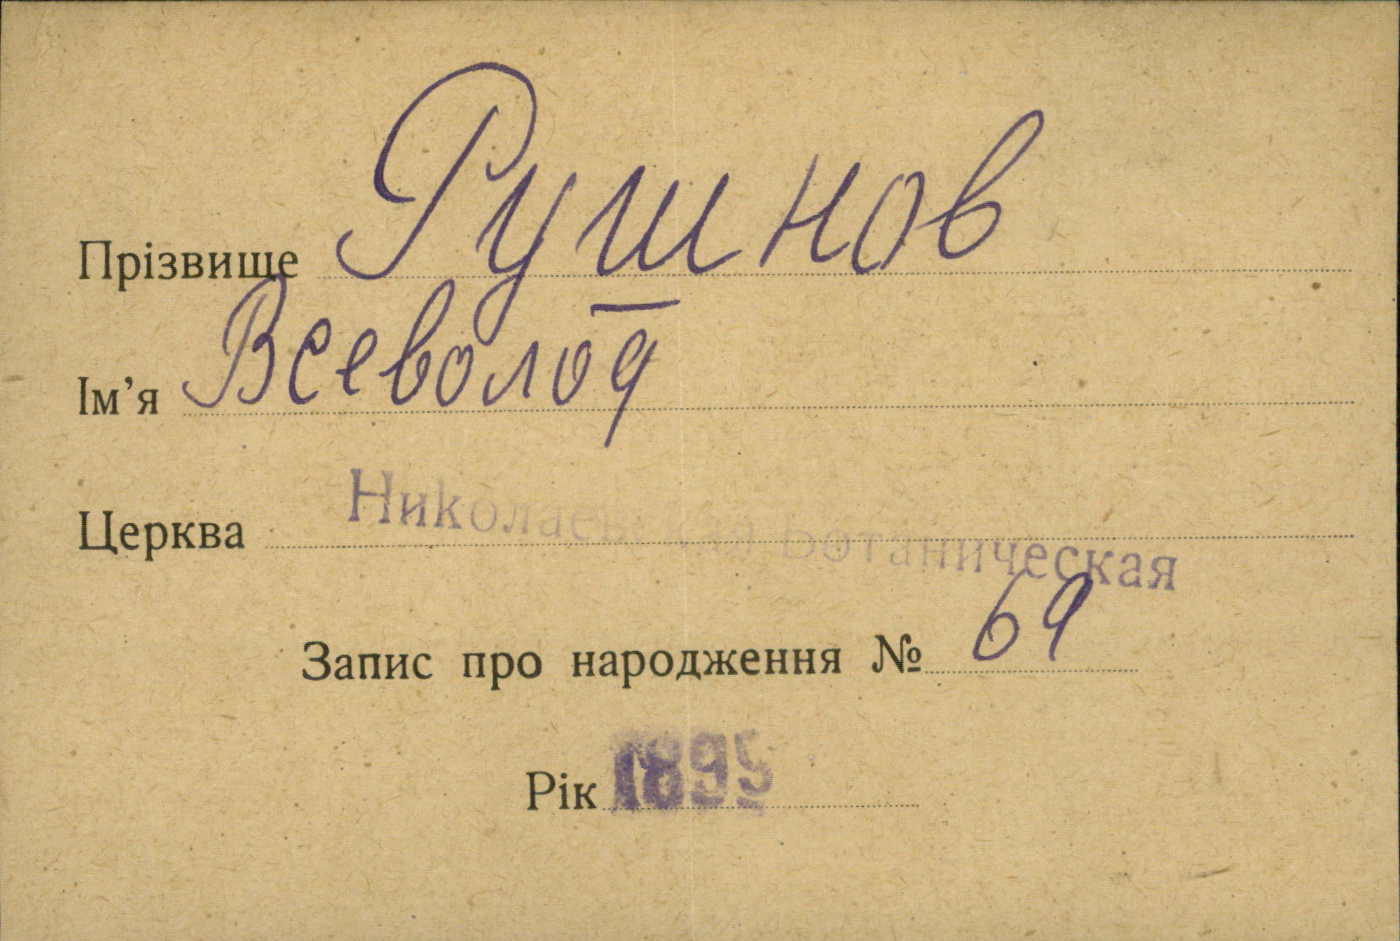 Прізвище Рушнов
Ім'я Всеволод
Церква Николаевская Ботаническая
Запис про народження № 69
Рік 1895